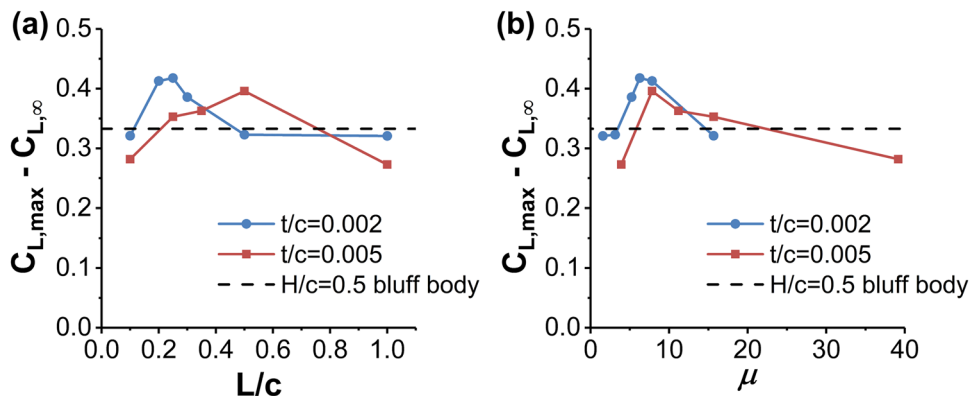 (a)
C_L,max - C_L,∞
0.5
0.4
0.3
0.2
0.1
0.0
t/c=0.002
t/c=0.005
H/c=0.5 bluff body
0.0 0.2 0.4 0.6 0.8 1.0
L/c
(b)
C_L,max - C_L,∞
0.5
0.4
0.3
0.2
0.1
0.0
t/c=0.002
t/c=0.005
H/c=0.5 bluff body
0 10 20 30 40
μ